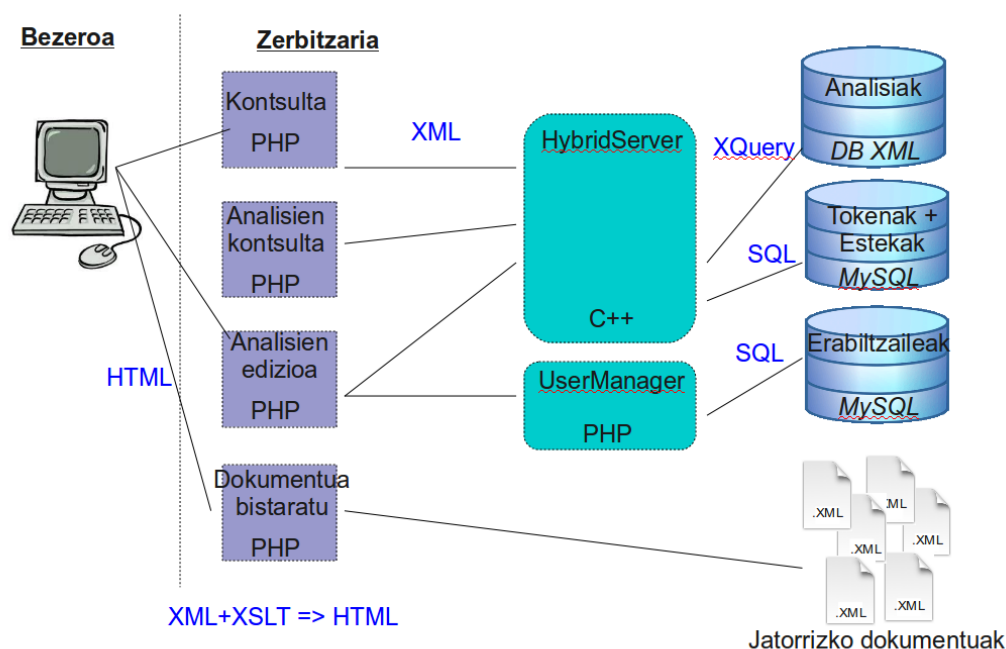 Bezeroa
Zerbitzaria
Kontsulta
PHP
Analisien
kontsulta
PHP
Analisien
edizioa
PHP
Dokumentua
bistaratu
PHP
HTML
XML+XSLT => HTML
XML
HybridServer
C++
UserManager
PHP
XQuery
SQL
SQL
Analisiak
DB XML
Tokenak +
Estekak
MySQL
Erabiltzaileak
MySQL
.XML
.XML
.XML
.XML
.XML
Jatorrizko dokumentuak